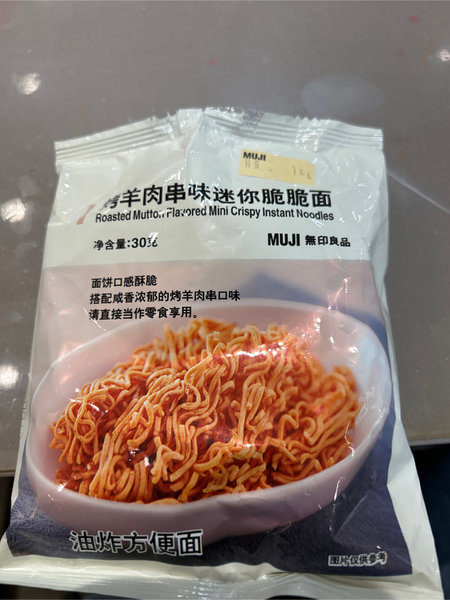 MUJI
烤羊肉串味迷你脆脆面
Roasted Mutton Flavored Mini Crispy Instant Noodles
净含量:30克
MUJI 無印良品
面饼口感酥脆
搭配咸香浓郁的烤羊肉串口味
请直接当作零食享用。
油炸方便面
图片仅供参考